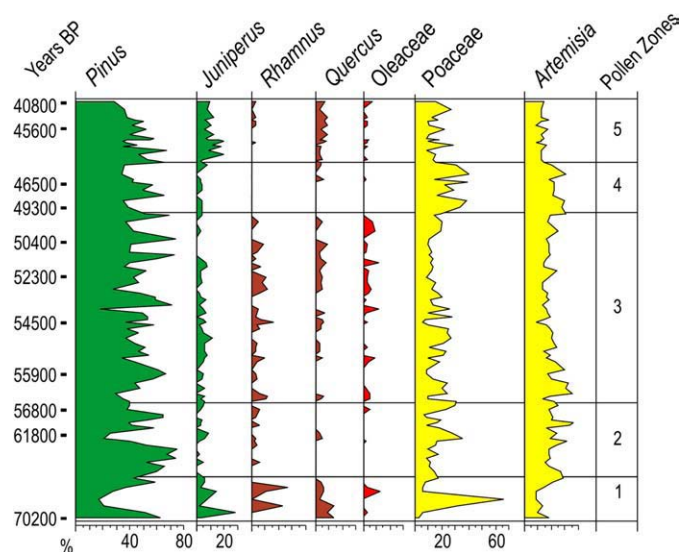 Years BP
Pinus
Juniperus
Rhamnus
Quercus
Oleaceae
Poaceae
Artemisia
Pollen Zones
40800
45600
46500
49300
50400
52300
54500
55900
56800
61800
70200
5
4
3
2
1
%
40 80
20
20 60